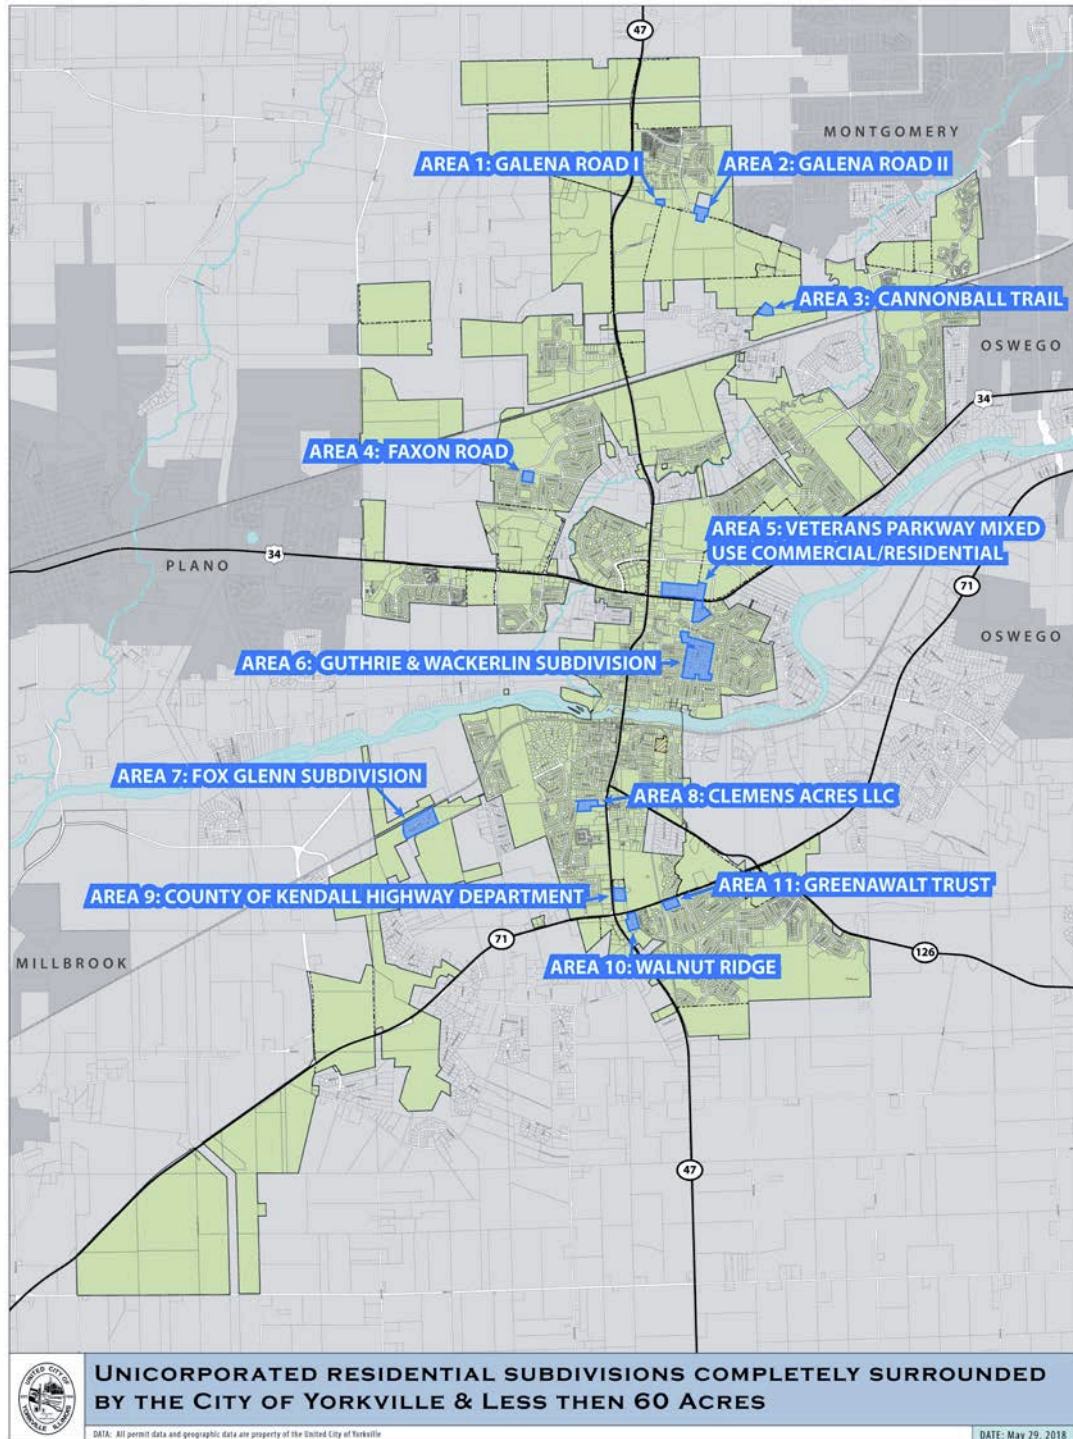 47
MONTGOMERY
AREA 1: GALENA ROAD I
AREA 2: GALENA ROAD II
AREA 3: CANNONBALL TRAIL
OSWEGO
34
AREA 4: FAXON ROAD
AREA 5: VETERANS PARKWAY MIXED
USE COMMERCIAL/RESIDENTIAL
34
PLANO
71
OSWEGO
AREA 6: GUTHRIE & WACKERLIN SUBDIVISION
AREA 7: FOX GLENN SUBDIVISION
AREA 8: CLEMENS ACRES LLC
AREA 9: COUNTY OF KENDALL HIGHWAY DEPARTMENT
AREA 11: GREENAWALT TRUST
71
126
MILLBROOK
AREA 10: WALNUT RIDGE
47
UNITED CITY OF
YORKVILLE ILLINOIS
UNICORPORATED RESIDENTIAL SUBDIVISIONS COMPLETELY SURROUNDED
BY THE CITY OF YORKVILLE & LESS THEN 60 ACRES
DATA: All permit data and geographic data are property of the United City of Yorkville
DATE: May 29, 2018